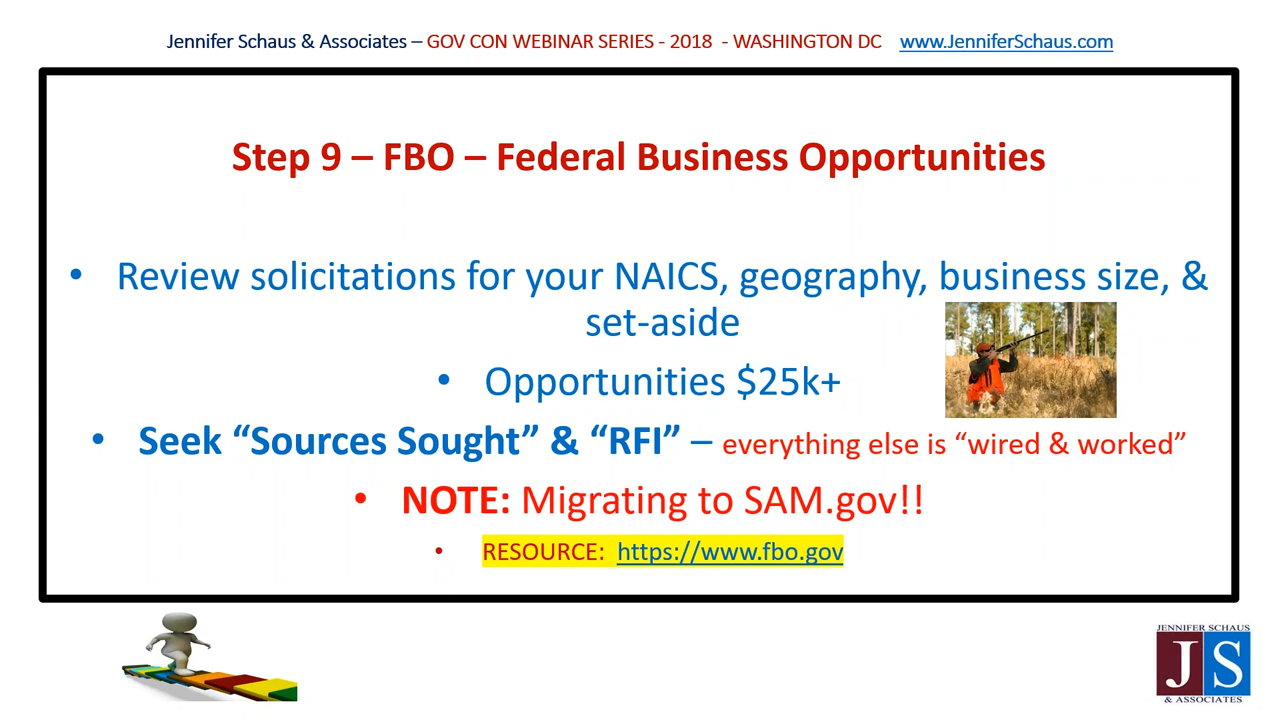 Jennifer Schaus & Associates – GOV CON WEBINAR SERIES - 2018 - WASHINGTON DC www.JenniferSchaus.com
Step 9 – FBO – Federal Business Opportunities
• Review solicitations for your NAICS, geography, business size, &
set-aside
• Opportunities $25k+
• Seek “Sources Sought” & “RFI” – everything else is “wired & worked”
• NOTE: Migrating to SAM.gov!!
• RESOURCE: https://www.fbo.gov
JENNIFER SCHAUS
JS
& ASSOCIATES